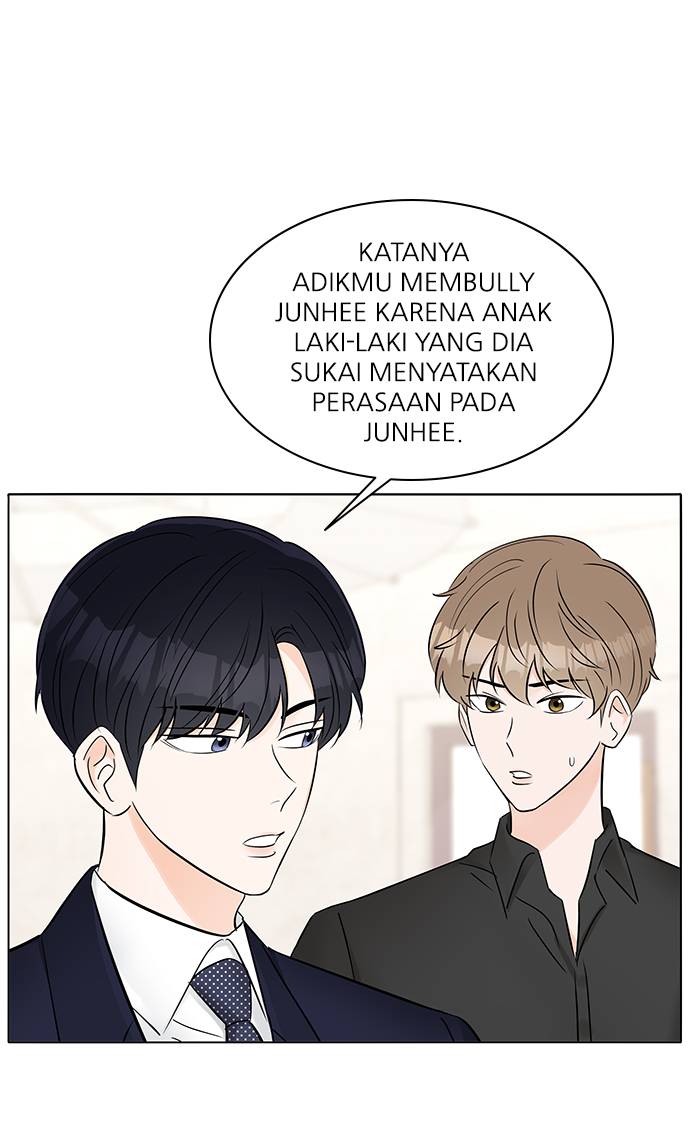 KATANYA
ADIKMU MEMBULLY
JUNHEE KARENA ANAK
LAKI-LAKI YANG DIA
SUKAI MENYATAKAN
PERASAAN PADA
JUNHEE.